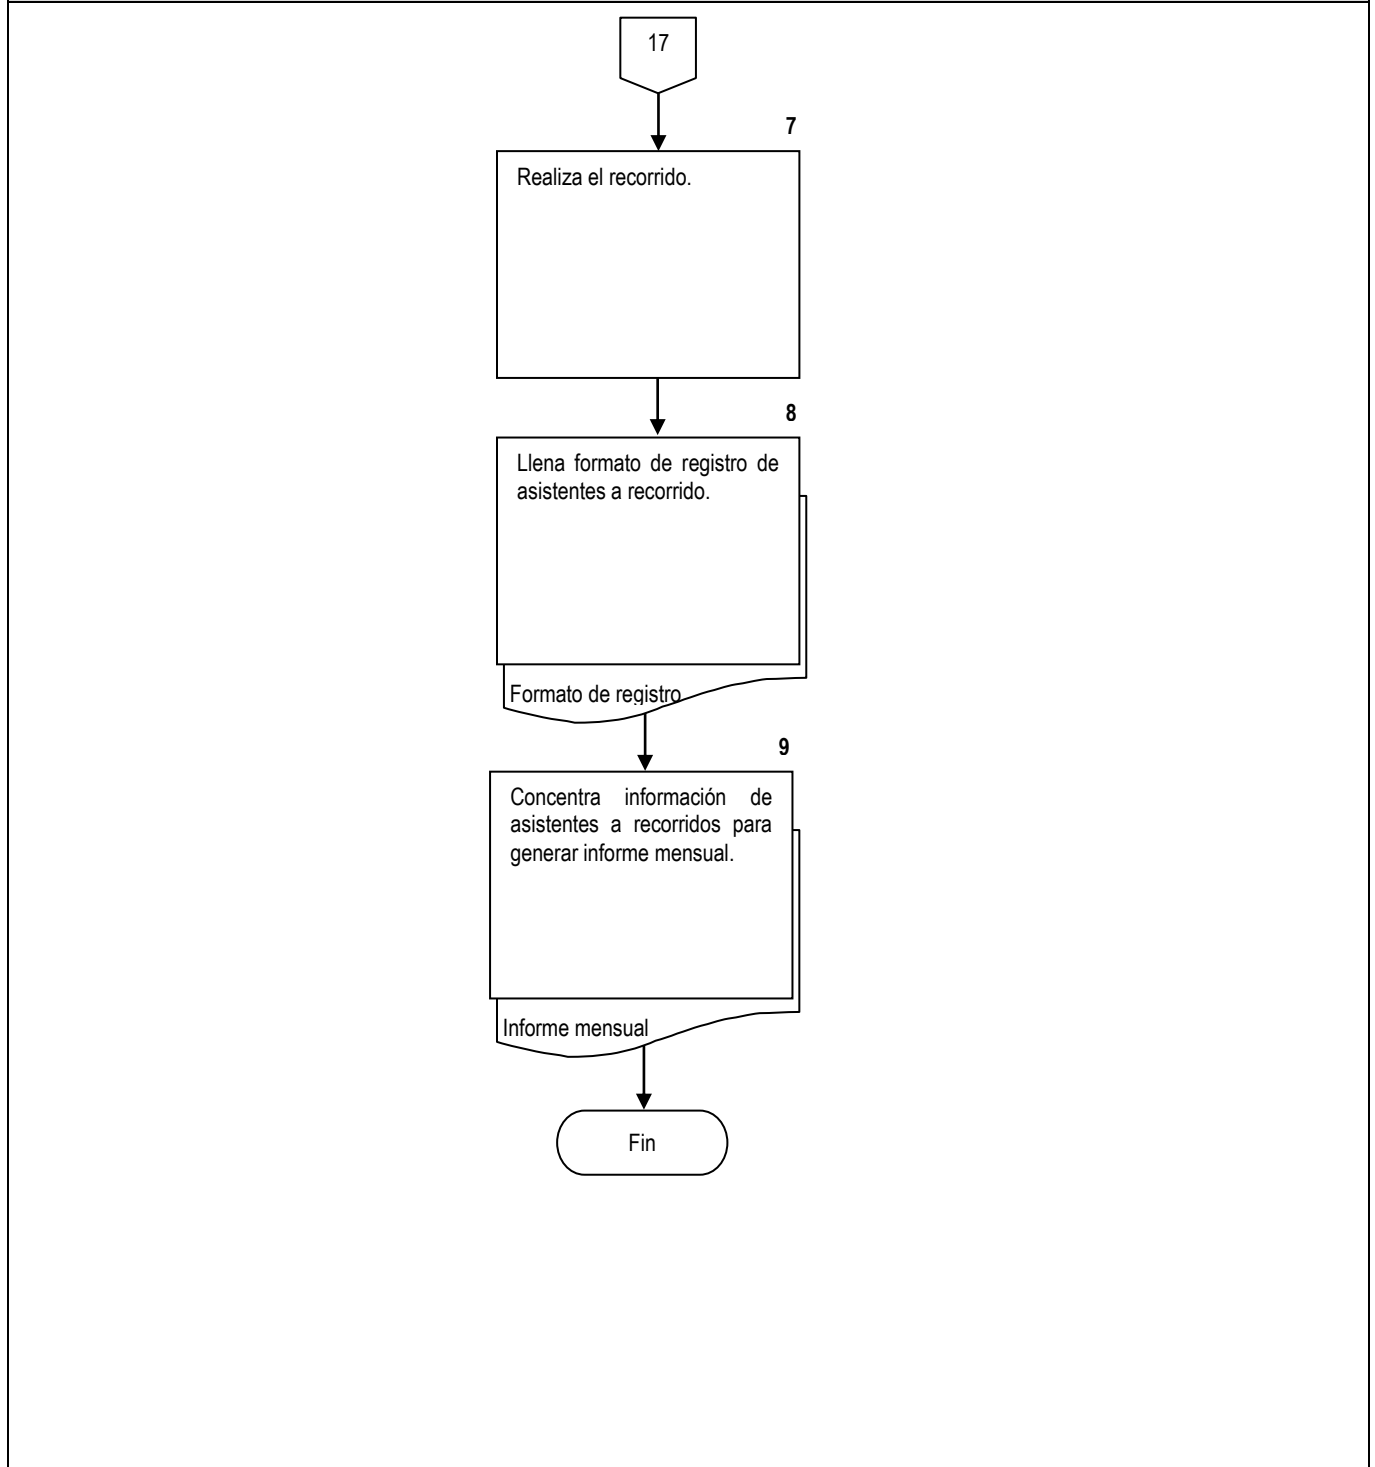 17
7
Realiza el recorrido.
8
Llena formato de registro de
asistentes a recorrido.
Formato de registro
9
Concentra información de
asistentes a recorridos para
generar informe mensual.
Informe mensual
Fin